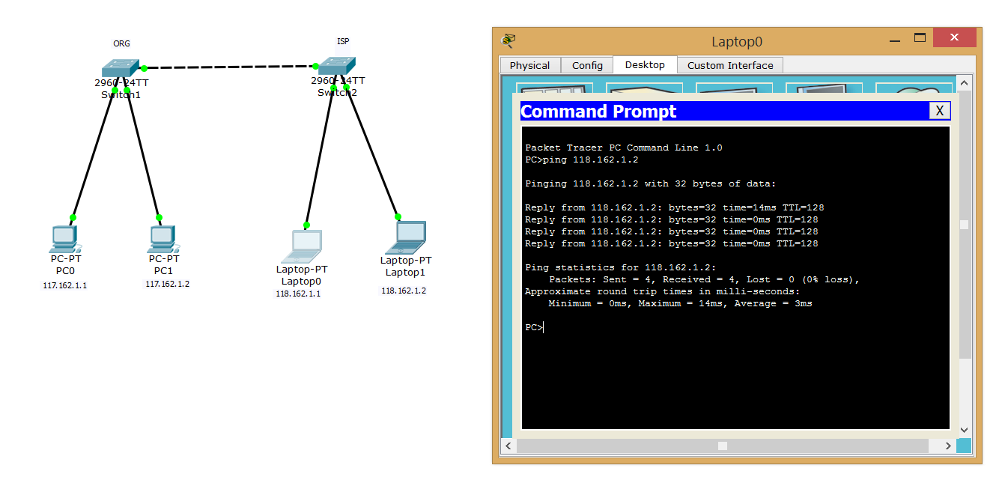 ORG
ISP
2960-24TT
Switch1
2960-24TT
Switch2
PC-PT
PC0
117.162.1.1
PC-PT
PC1
117.162.1.2
Laptop-PT
Laptop0
118.162.1.1
Laptop-PT
Laptop1
118.162.1.2
Laptop0
Physical
Config
Desktop
Custom Interface
Command Prompt
X
Packet Tracer PC Command Line 1.0
PC>ping 118.162.1.2
Pinging 118.162.1.2 with 32 bytes of data:
Reply from 118.162.1.2: bytes=32 time=14ms TTL=128
Reply from 118.162.1.2: bytes=32 time=0ms TTL=128
Reply from 118.162.1.2: bytes=32 time=0ms TTL=128
Reply from 118.162.1.2: bytes=32 time=0ms TTL=128
Ping statistics for 118.162.1.2:
Packets: Sent = 4, Received = 4, Lost = 0 (0% loss),
Approximate round trip times in milli-seconds:
Minimum = 0ms, Maximum = 14ms, Average = 3ms
PC>